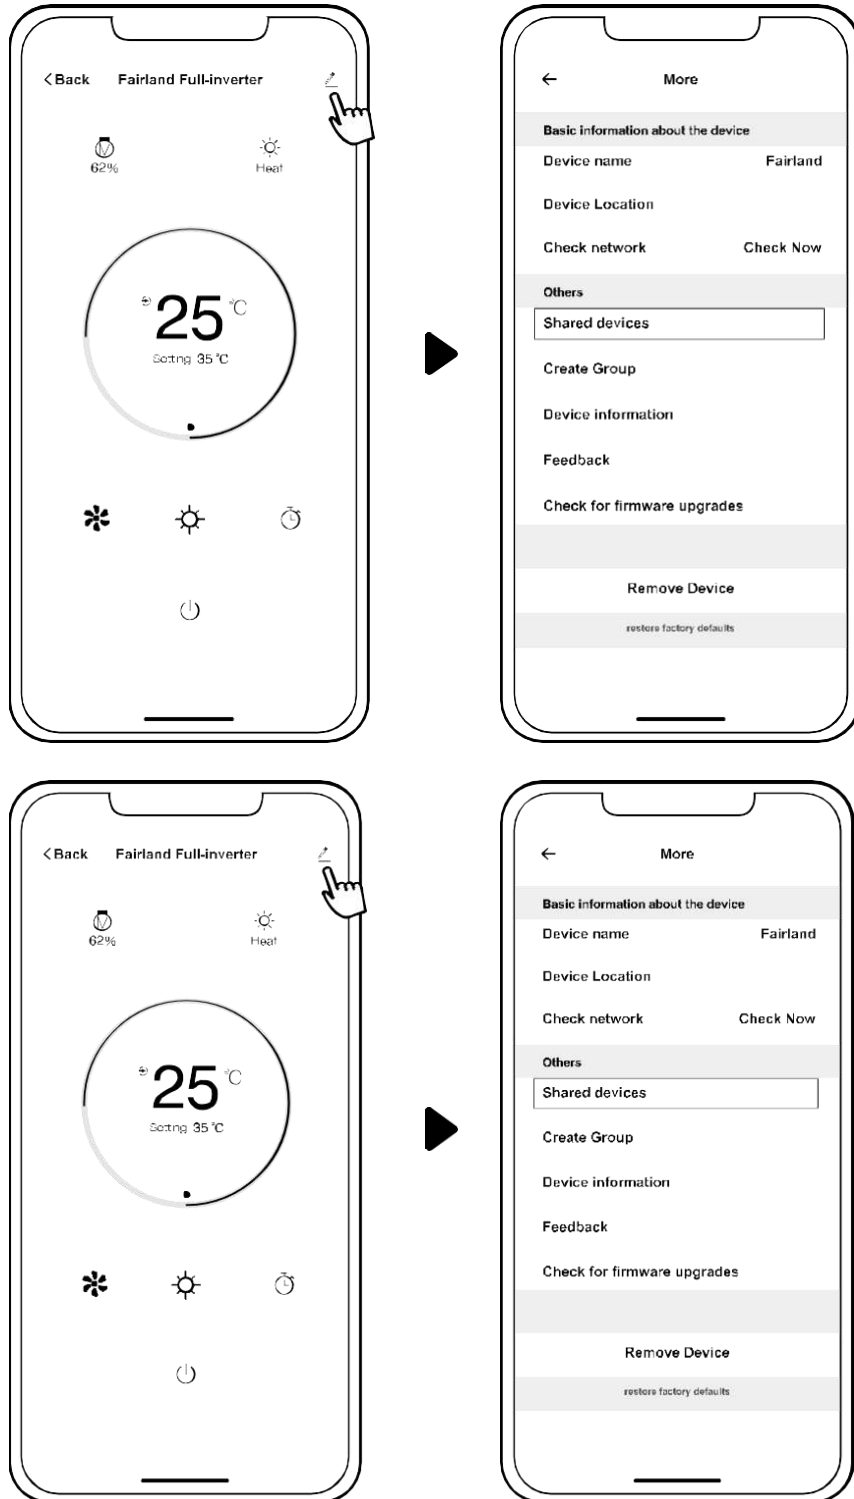 <Back Fairland Full-inverter
62% Heat
25 °C
Setting 35 °C
← More
Basic information about the device
Device name Fairland
Device Location
Check network Check Now
Others
Shared devices
Create Group
Device information
Feedback
Check for firmware upgrades
Remove Device
restore factory defaults
<Back Fairland Full-inverter
62% Heat
25 °C
Setting 35 °C
← More
Basic information about the device
Device name Fairland
Device Location
Check network Check Now
Others
Shared devices
Create Group
Device information
Feedback
Check for firmware upgrades
Remove Device
restore factory defaults